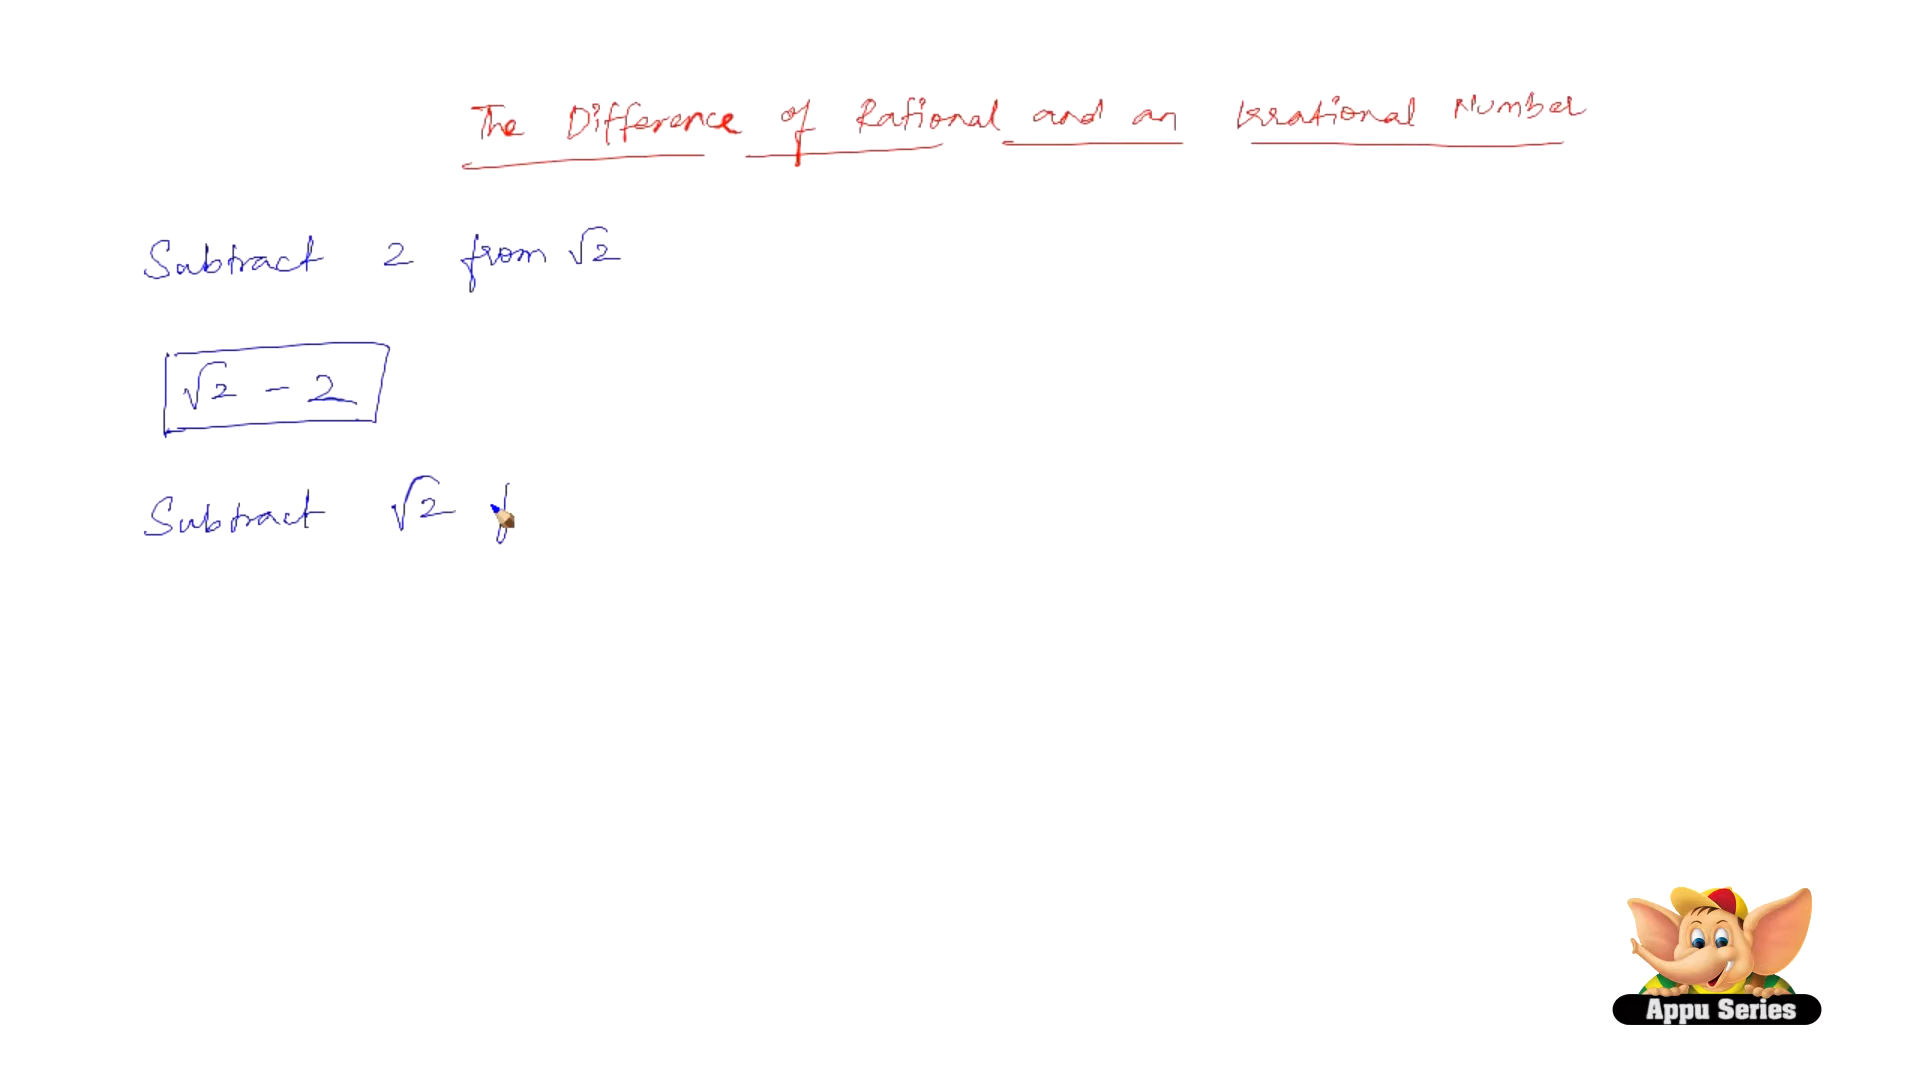 The Difference of Rational and an Irrational Number
Subtract 2 from √2
√2 - 2
Subtract √2 f
Appu Series